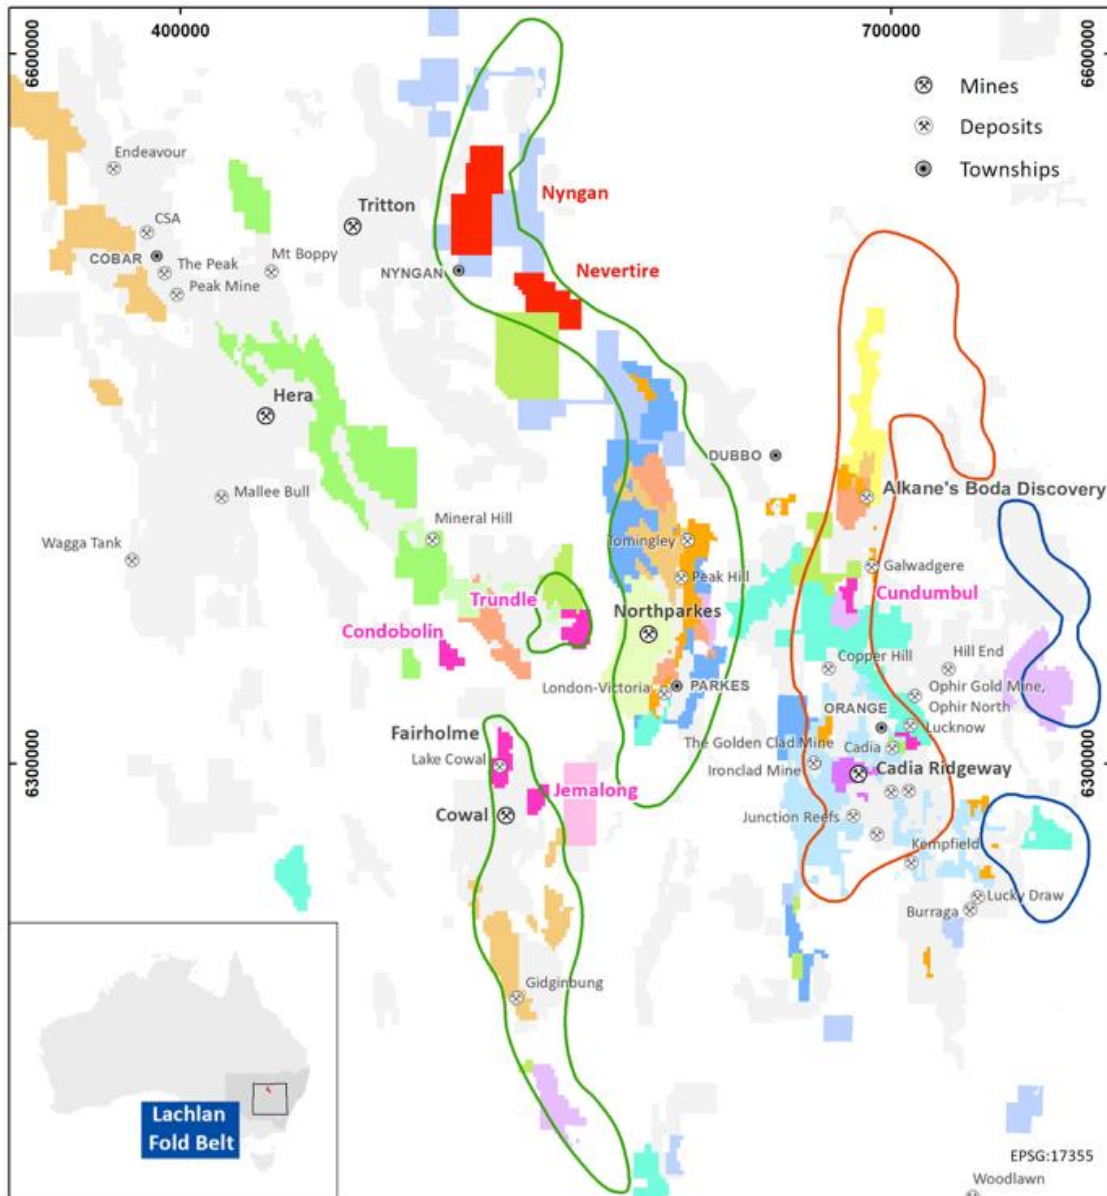 400000
700000
6600000
6600000
Mines
Deposits
Townships
Endeavour
Nyngan
Tritton
CSA
COBAR
The Peak
Mt Boppy
NYNGAN
Nevertire
Peak Mine
Hera
DUBBO
Mallee Bull
Alkane's Boda Discovery
Mineral Hill
Wagga Tank
Tomingley
Galwadgere
Peak Hill
Cundumbul
Trundle
Northparkes
Condobolin
Copper Hill
Hill End
London-Victoria
PARKES
Ophir Gold Mine,
Ophir North
ORANGE
Lucknow
Fairholme
The Golden Clad Mine
Cadia
Lake Cowal
Ironclad Mine
Cadia Ridgeway
6300000
6300000
Jemalong
Cowal
Junction Reefs
Kempfield
Lucky Draw
Burraga
Gidginbung
Lachlan
Fold Belt
EPSG:17355
Woodlawn